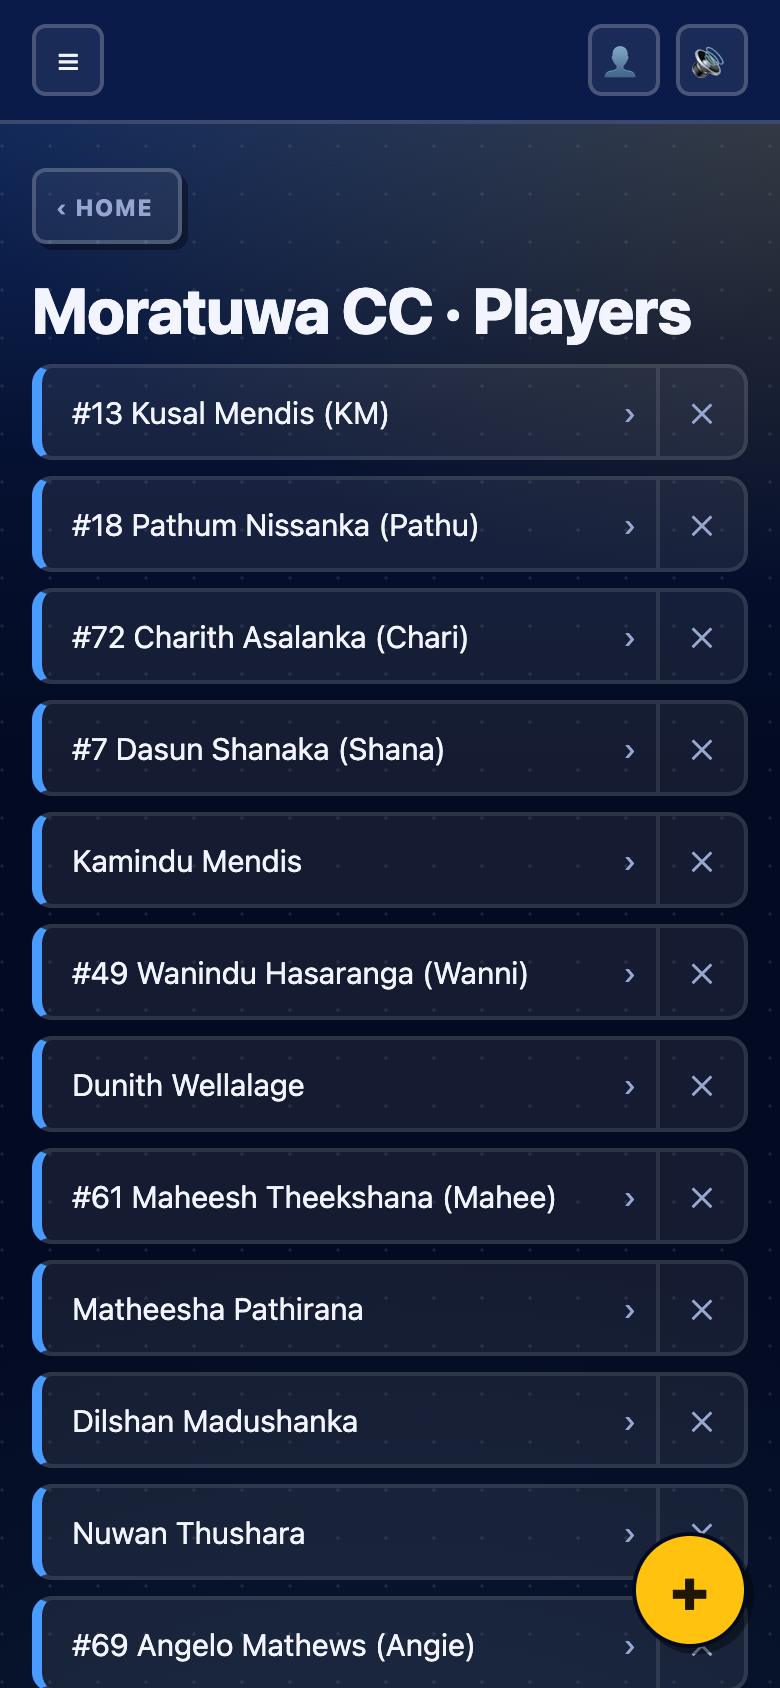 ‹ HOME
Moratuwa CC · Players
#13 Kusal Mendis (KM)
#18 Pathum Nissanka (Pathu)
#72 Charith Asalanka (Chari)
#7 Dasun Shanaka (Shana)
Kamindu Mendis
#49 Wanindu Hasaranga (Wanni)
Dunith Wellalage
#61 Maheesh Theekshana (Mahee)
Matheesha Pathirana
Dilshan Madushanka
Nuwan Thushara
#69 Angelo Mathews (Angie)